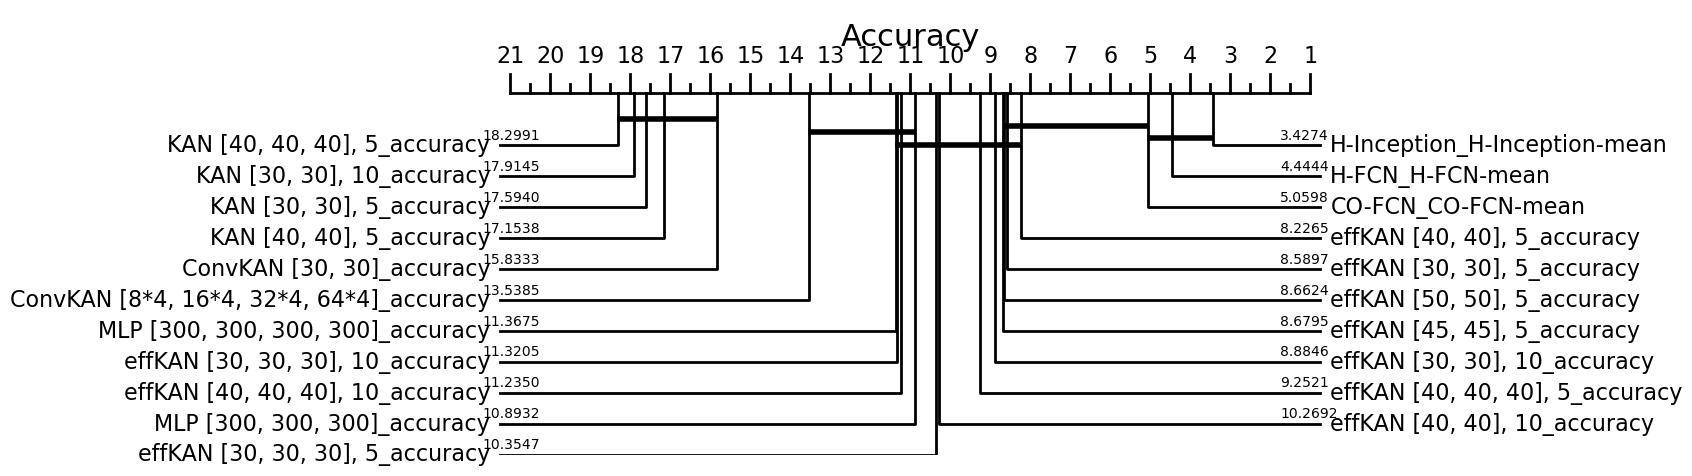 Accuracy
21 20 19 18 17 16 15 14 13 12 11 10 9 8 7 6 5 4 3 2 1
KAN [40, 40, 40], 5_accuracy 18.2991 3.4274 H-Inception_H-Inception-mean
KAN [30, 30], 10_accuracy 17.9145 4.4444 H-FCN_H-FCN-mean
KAN [30, 30], 5_accuracy 17.5940 5.0598 CO-FCN_CO-FCN-mean
KAN [40, 40], 5_accuracy 17.1538 8.2265 effKAN [40, 40], 5_accuracy
ConvKAN [30, 30]_accuracy 15.8333 8.5897 effKAN [30, 30], 5_accuracy
ConvKAN [8*4, 16*4, 32*4, 64*4]_accuracy 13.5385 8.6624 effKAN [50, 50], 5_accuracy
MLP [300, 300, 300, 300]_accuracy 11.3675 8.6795 effKAN [45, 45], 5_accuracy
effKAN [30, 30, 30], 10_accuracy 11.3205 8.8846 effKAN [30, 30], 10_accuracy
effKAN [40, 40, 40], 10_accuracy 11.2350 9.2521 effKAN [40, 40, 40], 5_accuracy
MLP [300, 300, 300]_accuracy 10.8932 10.2692 effKAN [40, 40], 10_accuracy
effKAN [30, 30, 30], 5_accuracy 10.3547